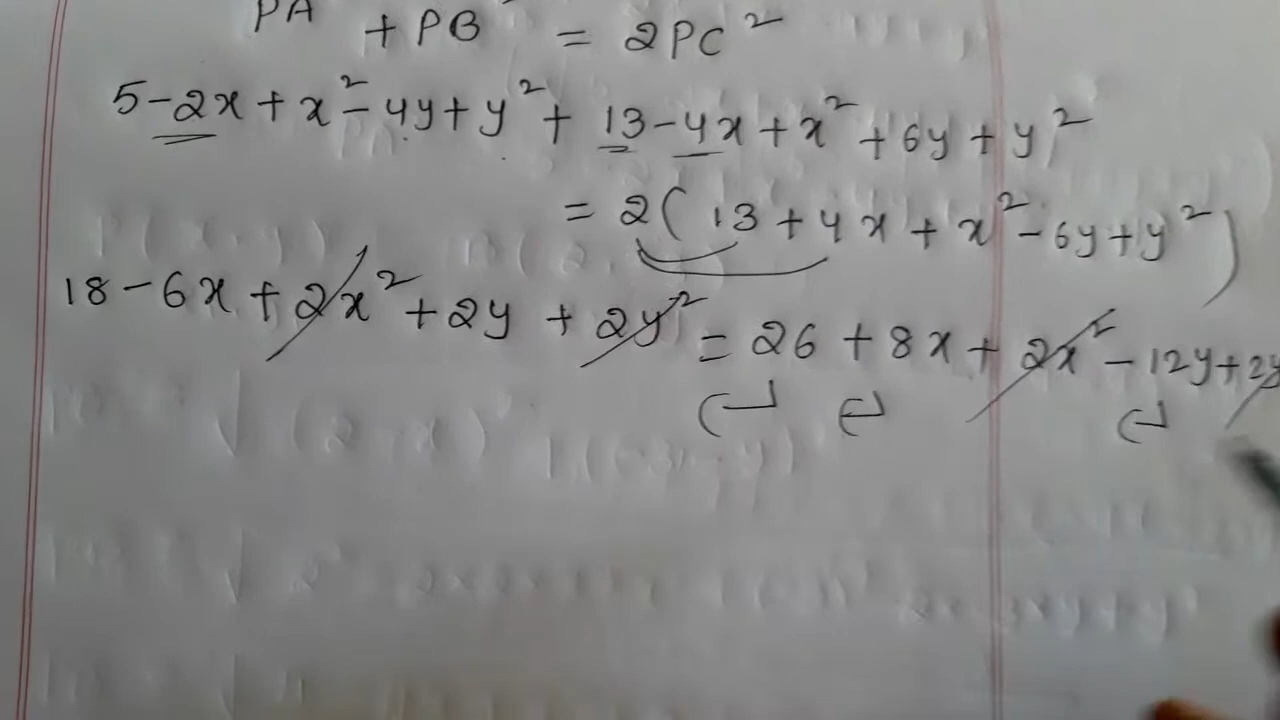 PA + PB² = 2PC²
5-2x+x²-4y+y²+13-4x+x²+6y+y²
=2(13+4x+x²-6y+y²)
18-6x+2x²+2y+2y²=26+8x+2x²-12y+2y